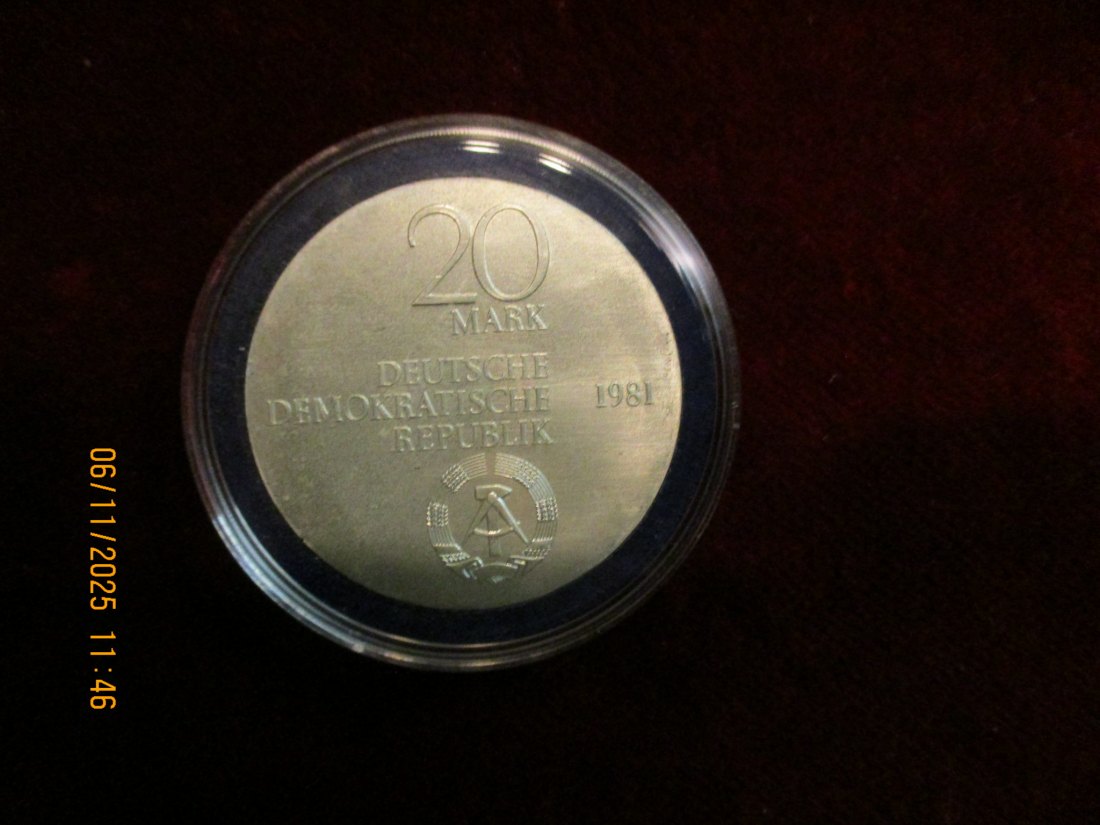 20
MARK
DEUTSCHE
DEMOKRATISCHE
REPUBLIK
1981
06/11/2025 11:46